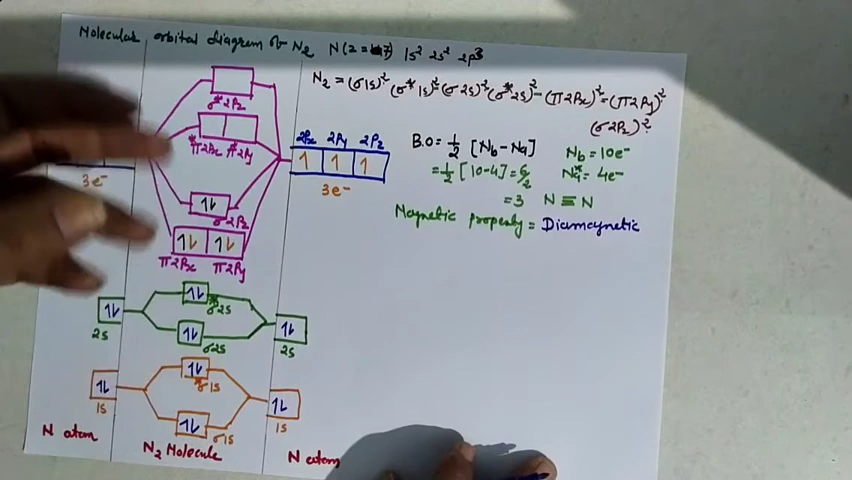 Molecular orbital diagram of N₂ N(Z = 7) 1s² 2s² 2p³
N₂ = (σ1s)² (σ*1s)² (σ2s)² (σ*2s)² - (π2Px)² = (π2Py)²
(σ2Pz)²
σ*2Pz
π*2Px π*2Py
2Px 2Py 2Pz
1 1 1
3e⁻
3e⁻
B.O = ½ [Nb - Na]
= ½ [10-4] = 6/2
= 3 N ≡ N
Nb = 10e⁻
Na* = 4e⁻
Magnetic property = Diamagnetic
σ2Pz
π2Px π2Py
σ*2s
2s
2s
σ2s
σ*1s
1s
1s
σ1s
N atom
N₂ Molecule
N atom